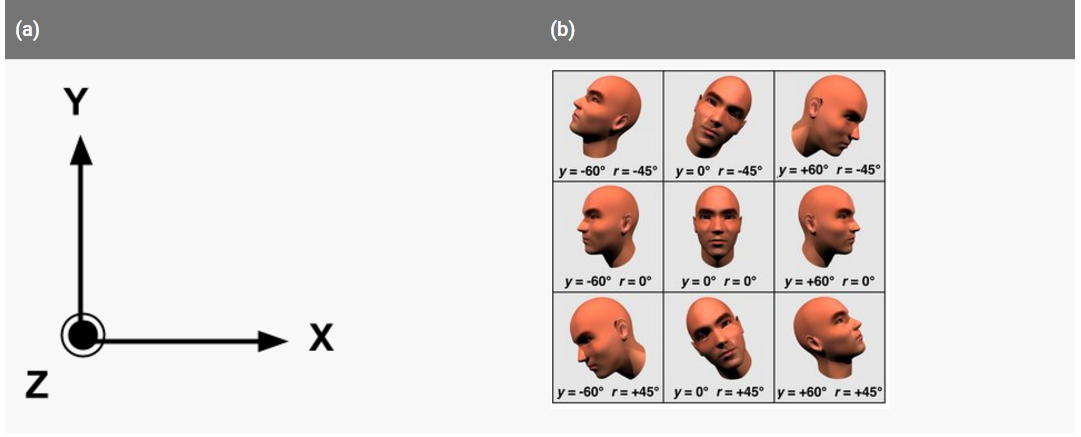 (a)
(b)
Y
X
Z
y = -60° r = -45°
y = 0° r = -45°
y = +60° r = -45°
y = -60° r = 0°
y = 0° r = 0°
y = +60° r = 0°
y = -60° r = +45°
y = 0° r = +45°
y = +60° r = +45°